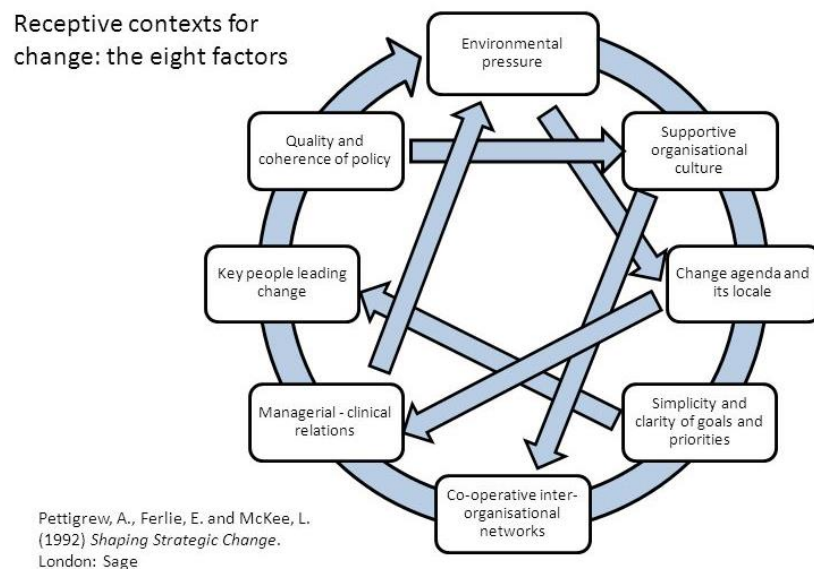 Receptive contexts for
change: the eight factors
Environmental
pressure
Quality and
coherence of policy
Supportive
organisational
culture
Key people leading
change
Change agenda and
its locale
Managerial - clinical
relations
Simplicity and
clarity of goals and
priorities
Co-operative inter-
organisational
networks
Pettigrew, A., Ferlie, E. and McKee, L.
(1992) Shaping Strategic Change.
London: Sage